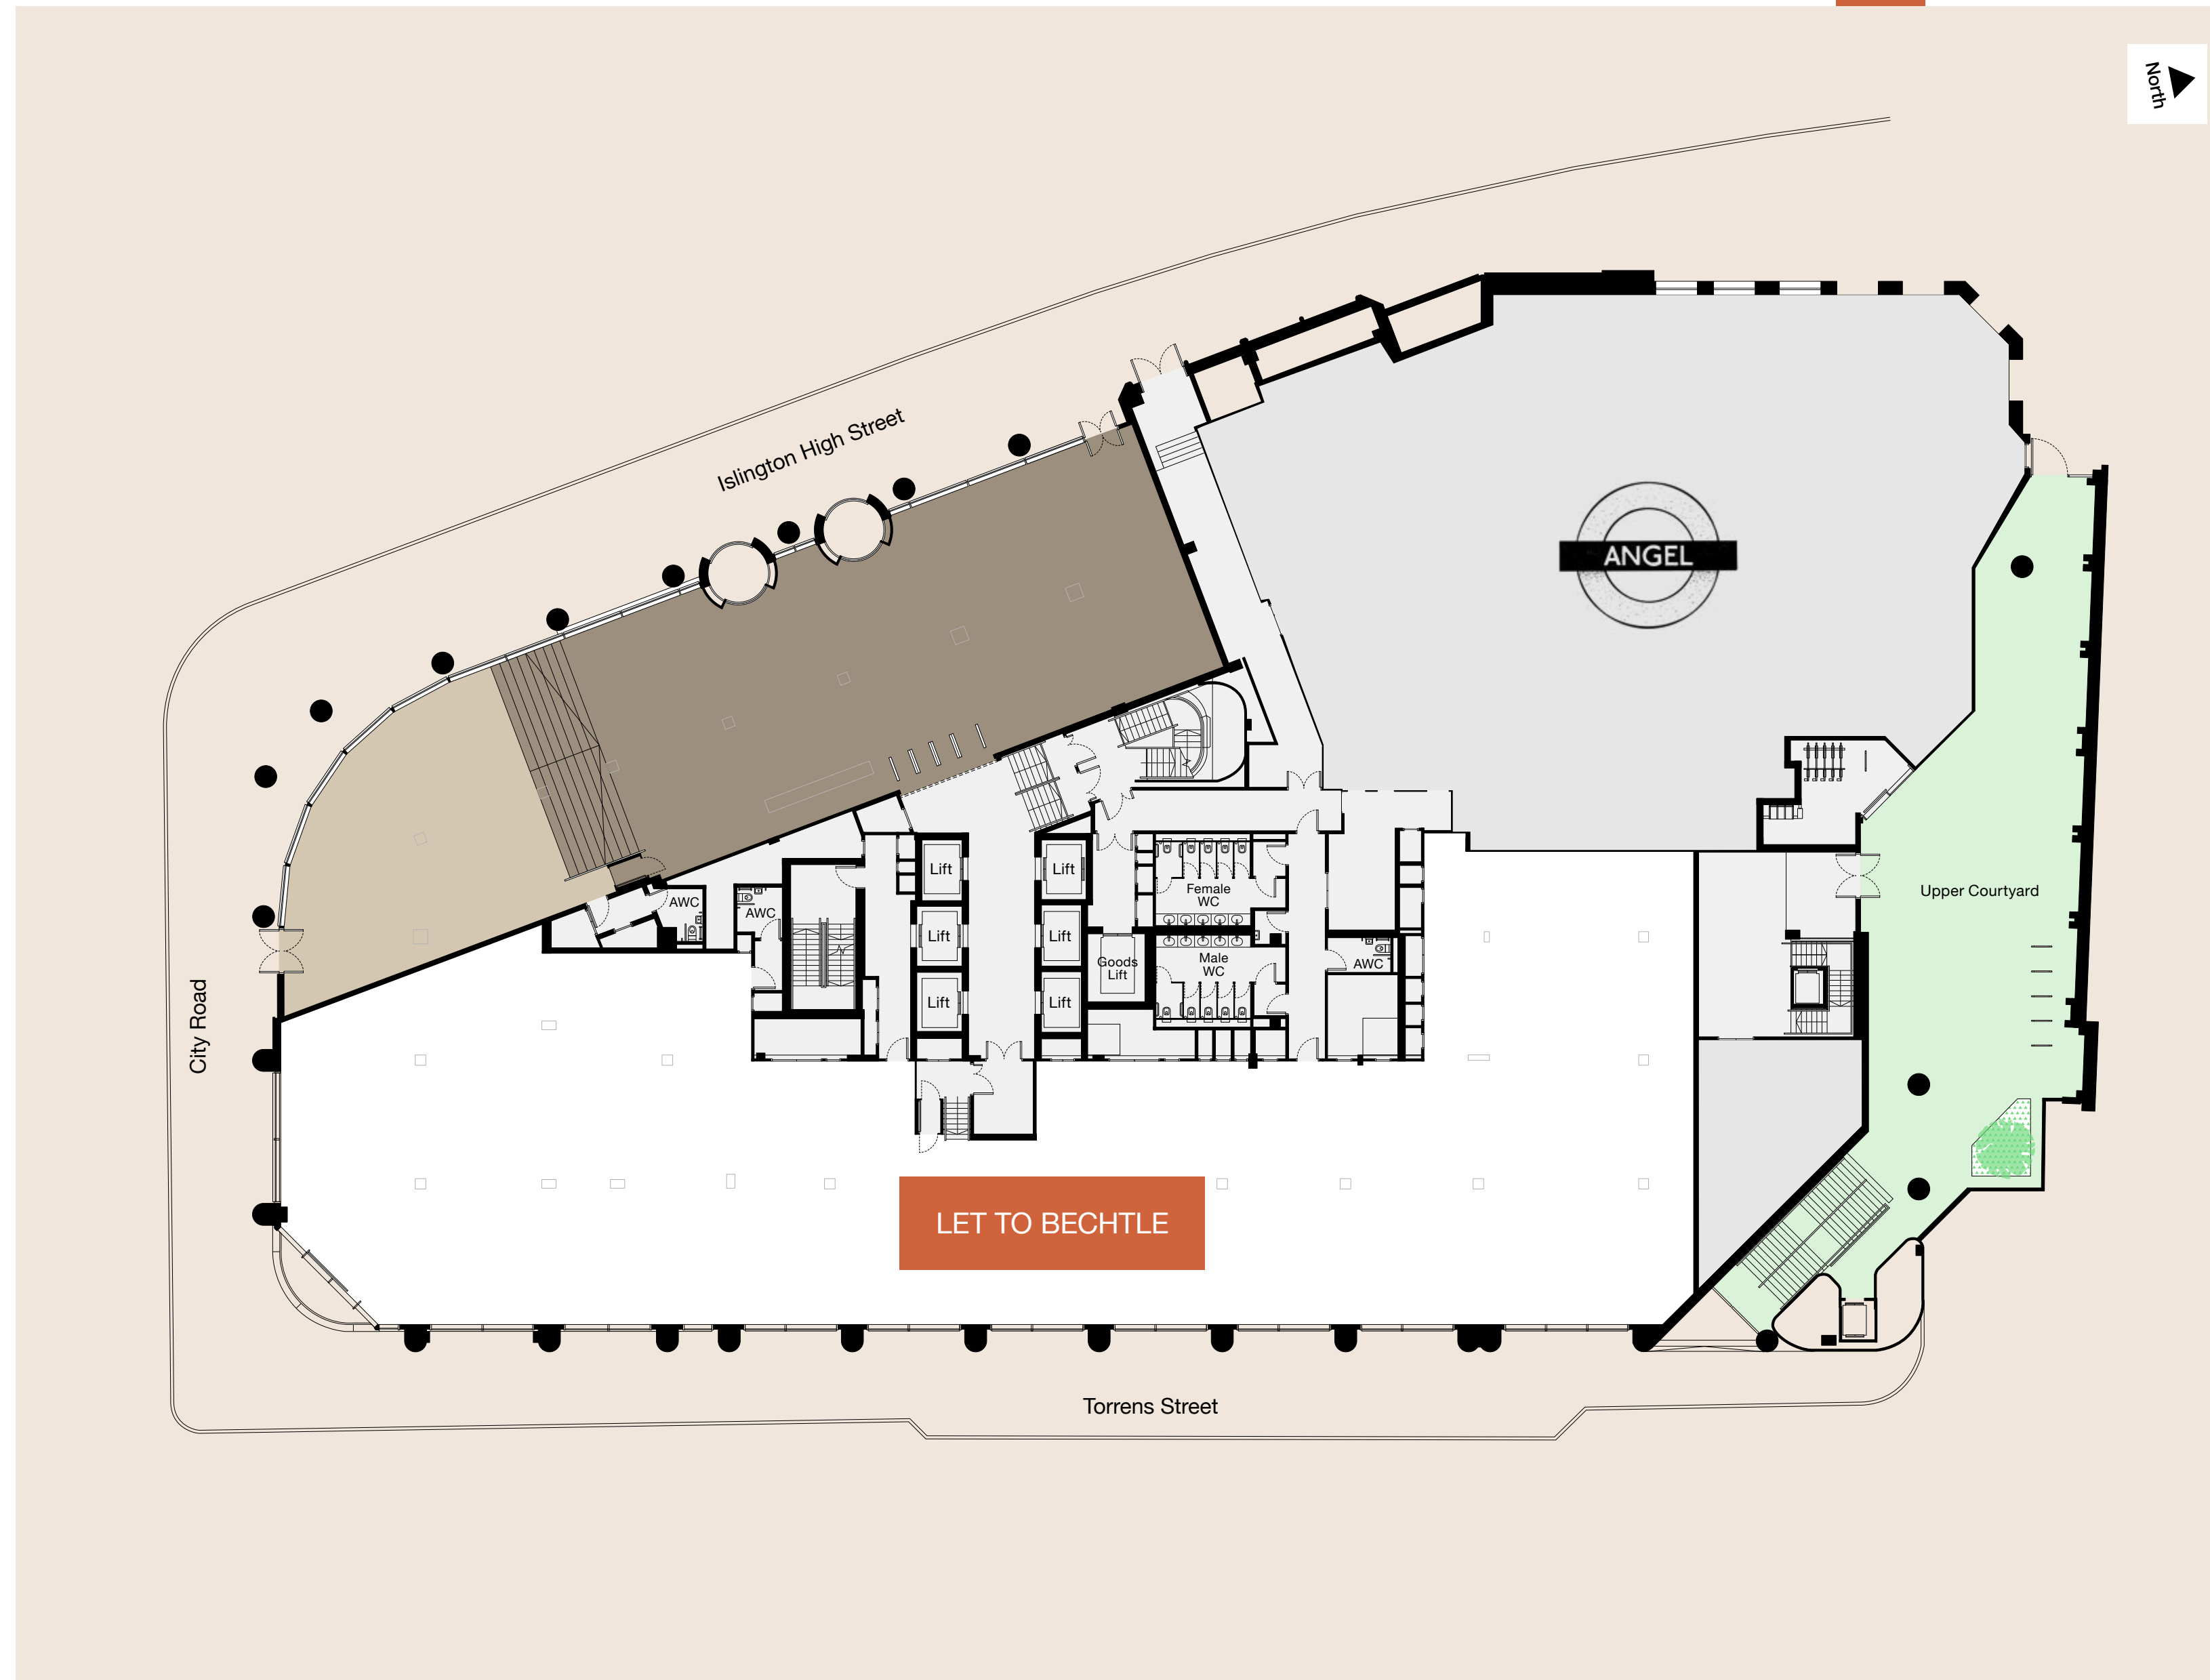 North
Islington High Street
ANGEL
Lift
Lift
Female
WC
AWC
AWC
Upper Courtyard
Lift
Lift
Goods
Lift
Male
WC
AWC
Lift
Lift
City Road
LET TO BECHTLE
Torrens Street